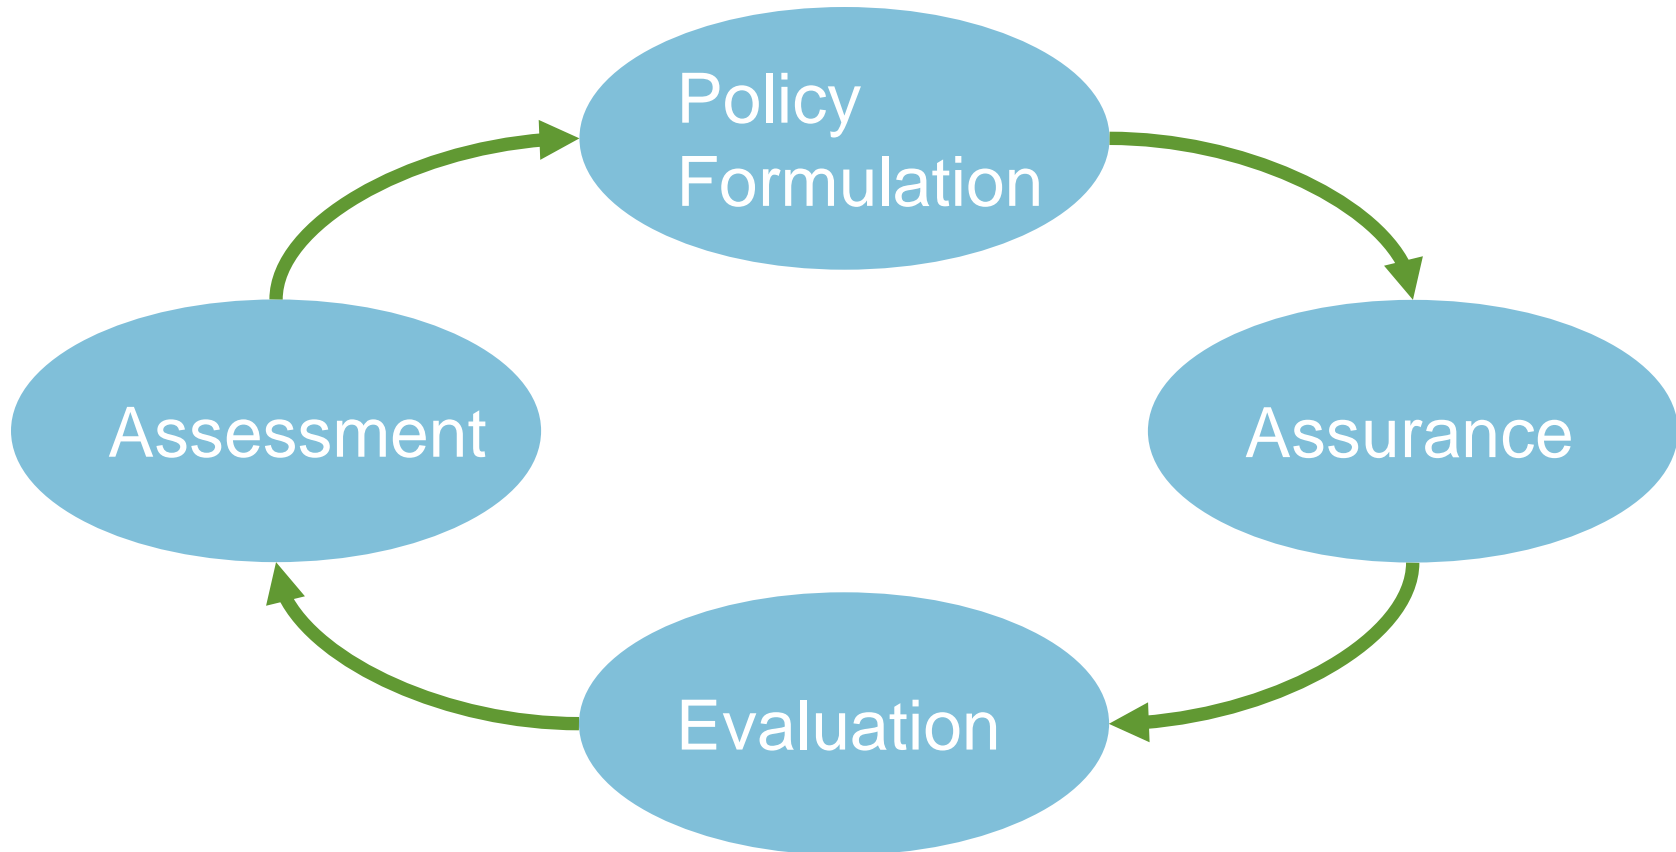 Policy
Formulation
Assessment
Assurance
Evaluation